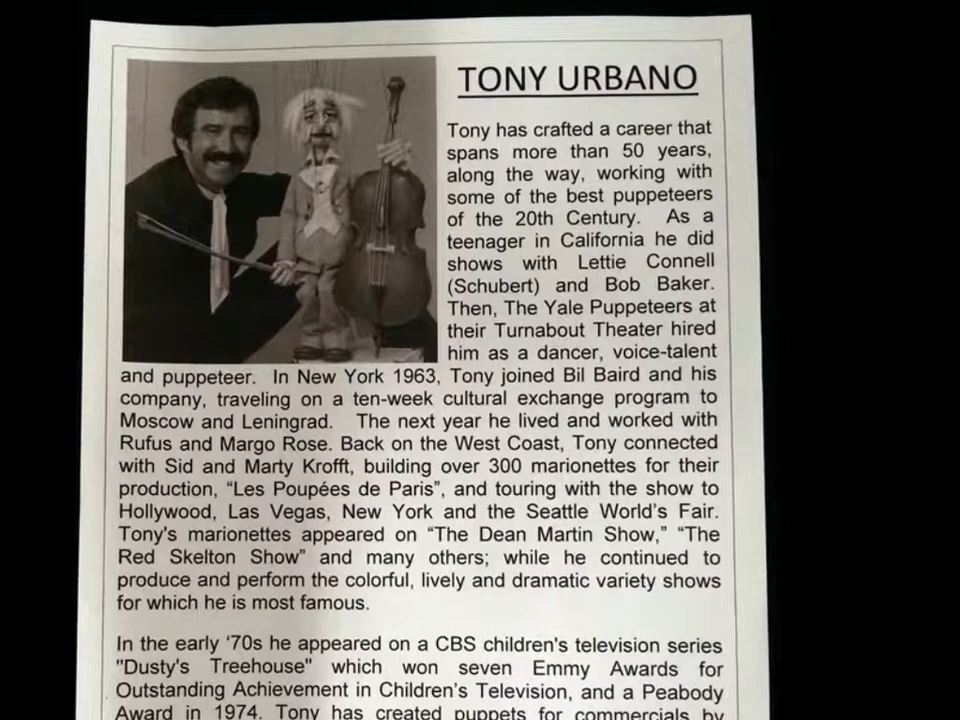 TONY URBANO
Tony has crafted a career that
spans more than 50 years,
along the way, working with
some of the best puppeteers
of the 20th Century. As a
teenager in California he did
shows with Lettie Connell
(Schubert) and Bob Baker.
Then, The Yale Puppeteers at
their Turnabout Theater hired
him as a dancer, voice-talent
and puppeteer. In New York 1963, Tony joined Bil Baird and his
company, traveling on a ten-week cultural exchange program to
Moscow and Leningrad. The next year he lived and worked with
Rufus and Margo Rose. Back on the West Coast, Tony connected
with Sid and Marty Krofft, building over 300 marionettes for their
production, “Les Poupées de Paris”, and touring with the show to
Hollywood, Las Vegas, New York and the Seattle World’s Fair.
Tony's marionettes appeared on “The Dean Martin Show,” “The
Red Skelton Show” and many others; while he continued to
produce and perform the colorful, lively and dramatic variety shows
for which he is most famous.
In the early ‘70s he appeared on a CBS children's television series
"Dusty's Treehouse" which won seven Emmy Awards for
Outstanding Achievement in Children’s Television, and a Peabody
Award in 1974. Tony has created puppets for commercials by